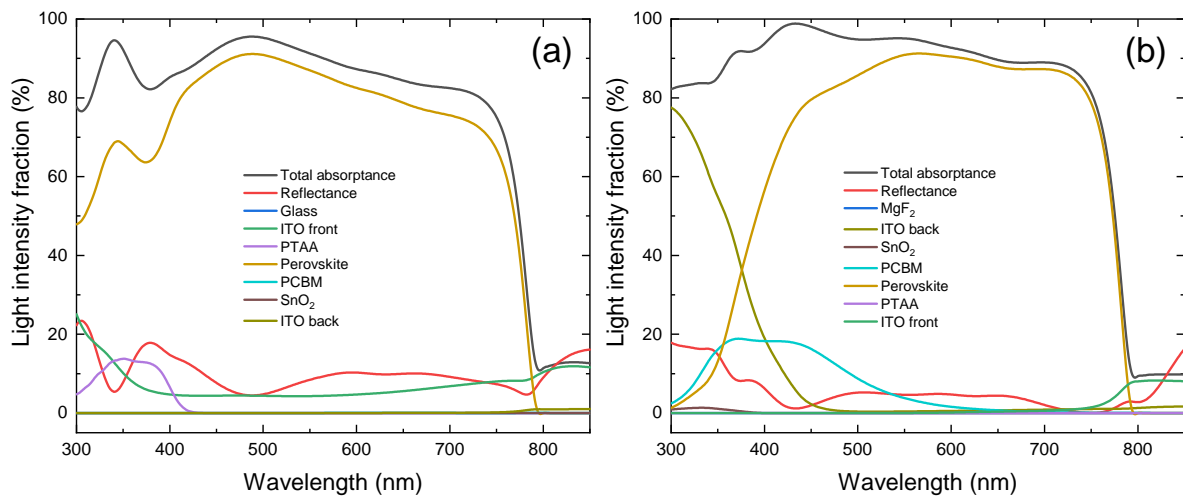 (a)
Light intensity fraction (%)
100
80
60
40
20
0
Total absorptance
Reflectance
Glass
ITO front
PTAA
Perovskite
PCBM
SnO₂
ITO back
300 400 500 600 700 800
Wavelength (nm)
(b)
Light intensity fraction (%)
100
80
60
40
20
0
Total absorptance
Reflectance
MgF₂
ITO back
SnO₂
PCBM
Perovskite
PTAA
ITO front
300 400 500 600 700 800
Wavelength (nm)